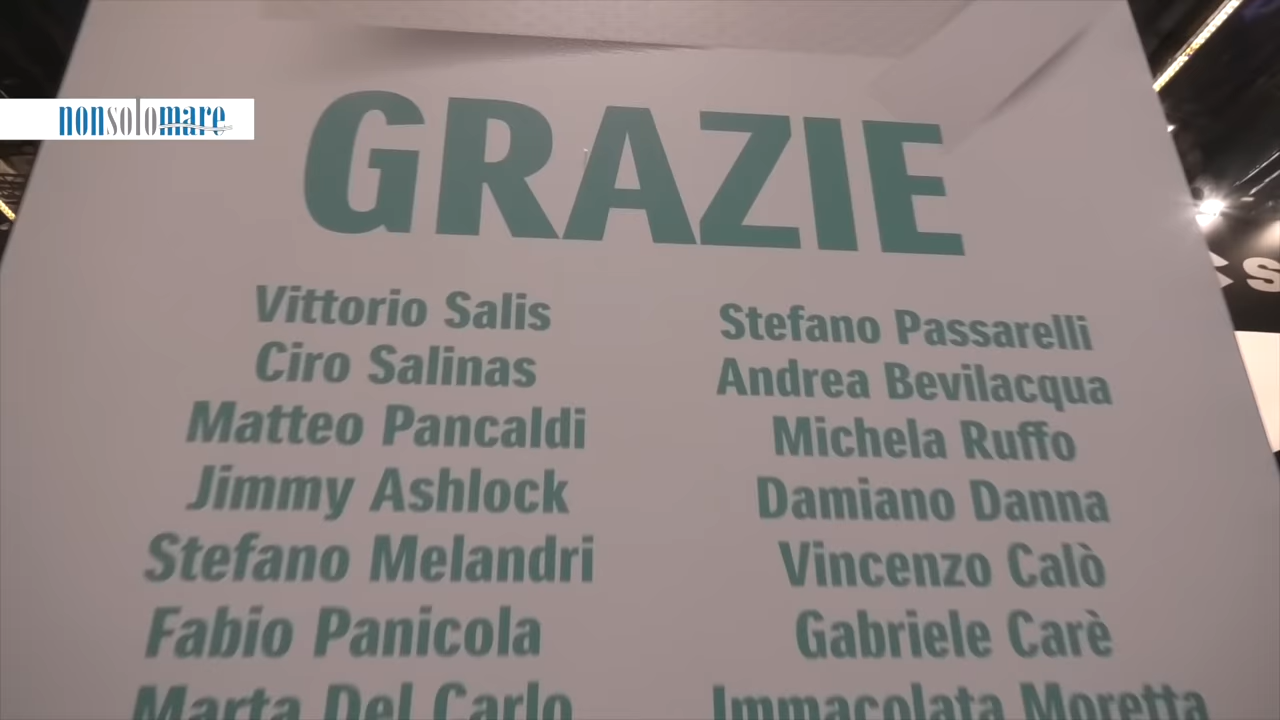 nonsolomare
GRAZIE
Vittorio Salis
Ciro Salinas
Matteo Pancaldi
Jimmy Ashlock
Stefano Melandri
Fabio Panicola
Marta Del Carlo
Stefano Passarelli
Andrea Bevilacqua
Michela Ruffo
Damiano Danna
Vincenzo Calò
Gabriele Carè
Immacolata Moretta